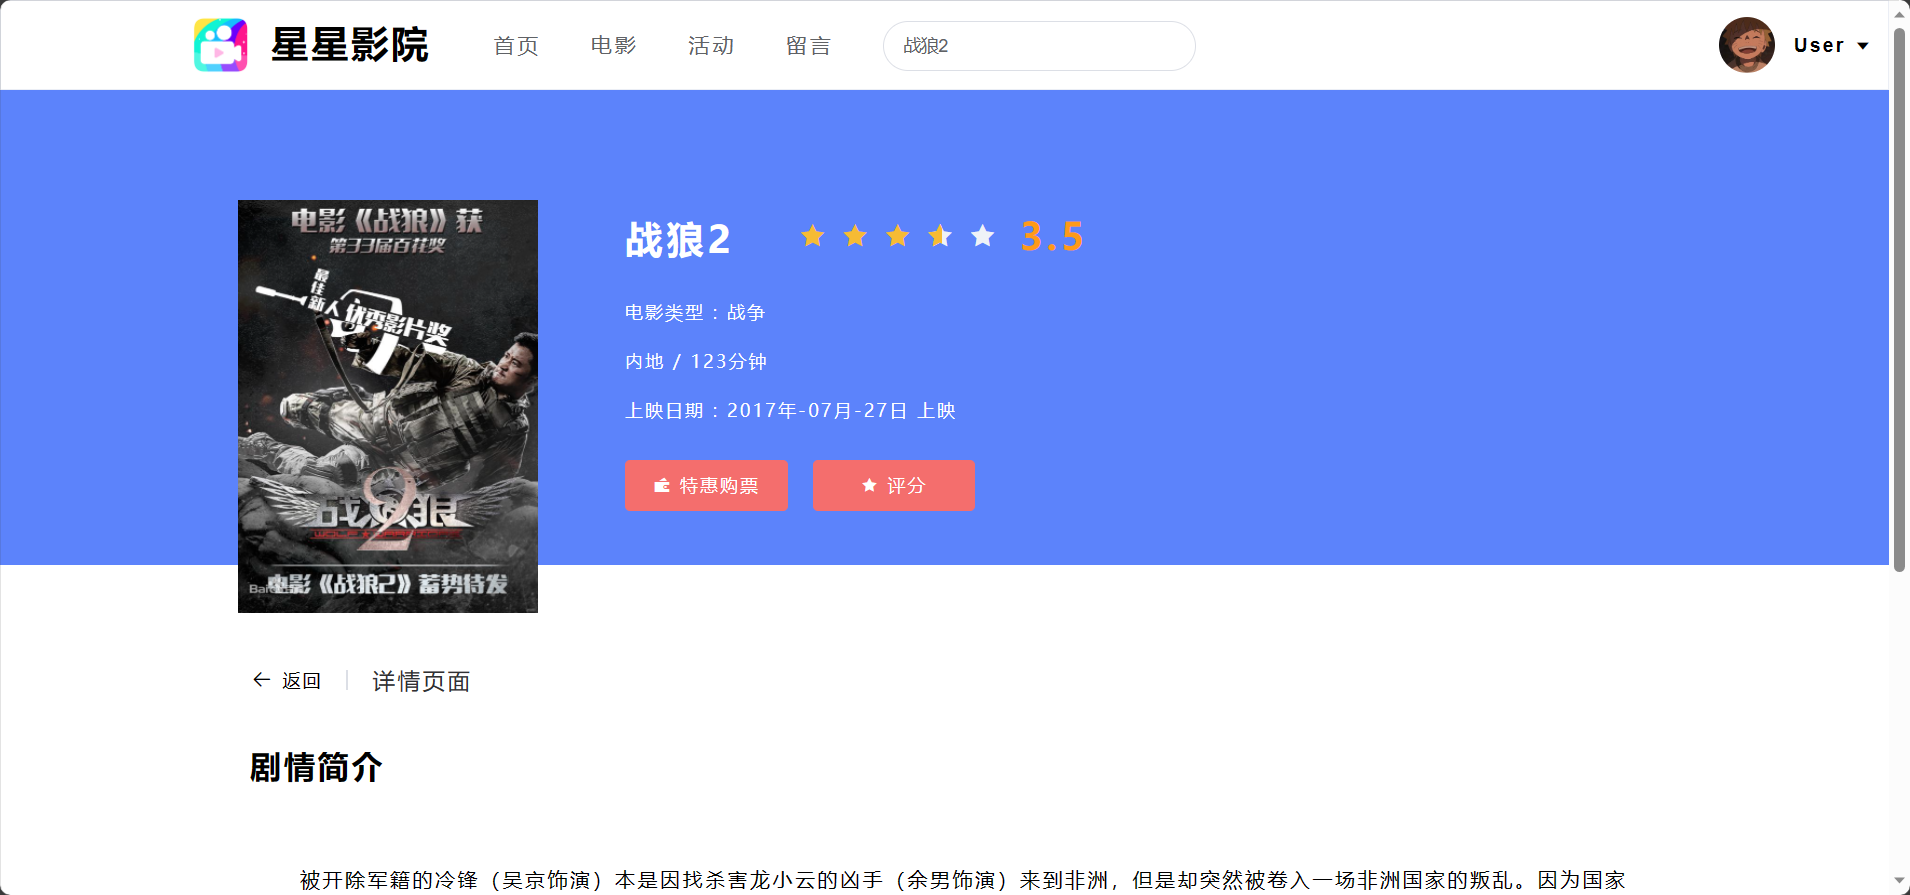 星星影院
首页 电影 活动 留言
战狼2
User
电影《战狼》获
第33届百花奖
最佳新人
优秀影片奖
战狼2
电影《战狼2》蓄势待发
战狼2 3.5
电影类型：战争
内地 / 123分钟
上映日期：2017年-07月-27日 上映
特惠购票 评分
返回 详情页面
剧情简介
被开除军籍的冷锋（吴京饰演）本是因找杀害龙小云的凶手（余男饰演）来到非洲，但是却突然被卷入一场非洲国家的叛乱。因为国家